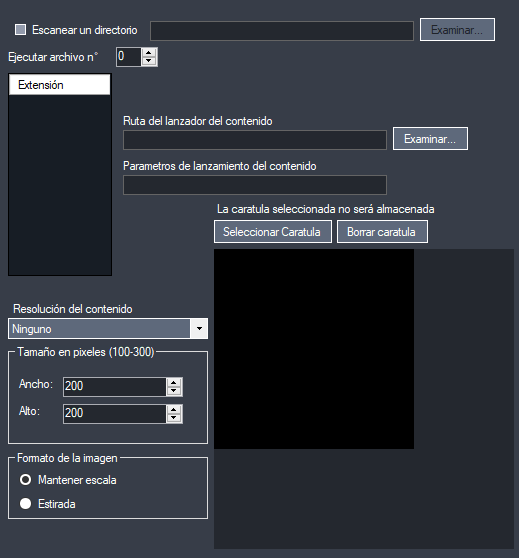 Escanear un directorio
Examinar...
Ejecutar archivo n° 0
Extensión
Ruta del lanzador del contenido
Examinar...
Parametros de lanzamiento del contenido
La caratula seleccionada no será almacenada
Seleccionar Caratula Borrar caratula
Resolución del contenido
Ninguno
Tamaño en pixeles (100-300)
Ancho: 200
Alto: 200
Formato de la imagen
Mantener escala
Estirada